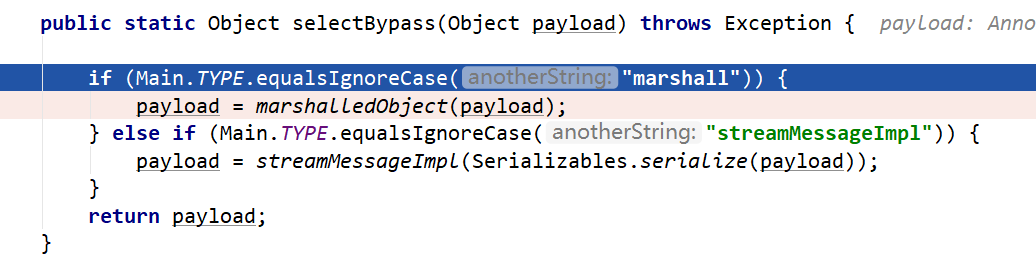 public static Object selectBypass(Object payload) throws Exception {  payload: Anno
if (Main.TYPE.equalsIgnoreCase( anotherString: "marshall")) {
payload = marshalledObject(payload);
} else if (Main.TYPE.equalsIgnoreCase( anotherString: "streamMessageImpl")) {
payload = streamMessageImpl(Serializables.serialize(payload));
}
return payload;
}